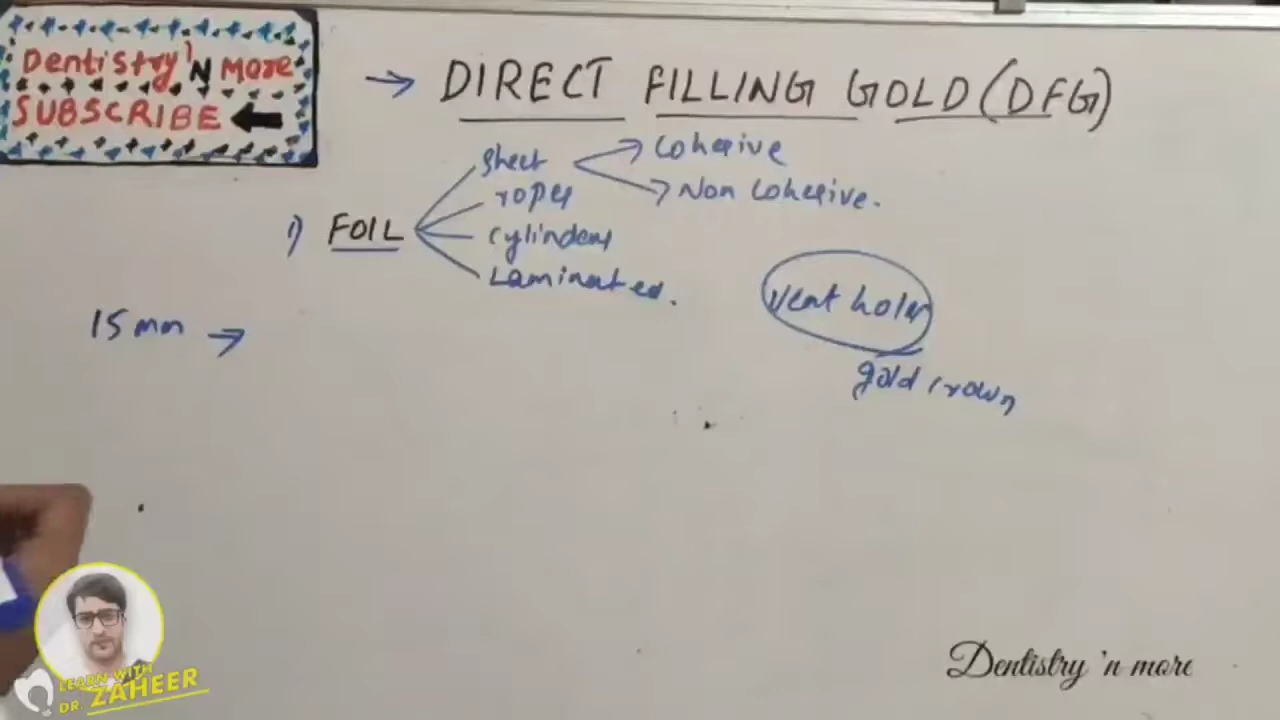 Dentistry 'N More
SUBSCRIBE
DIRECT FILLING GOLD (DFG)
1) FOIL
Sheet
Cohesive
Non Cohesive.
ropes
Cylinders
Laminated.
15 mm
vent holes
gold crown
LEARN WITH
DR. ZAHEER
Dentistry 'n more